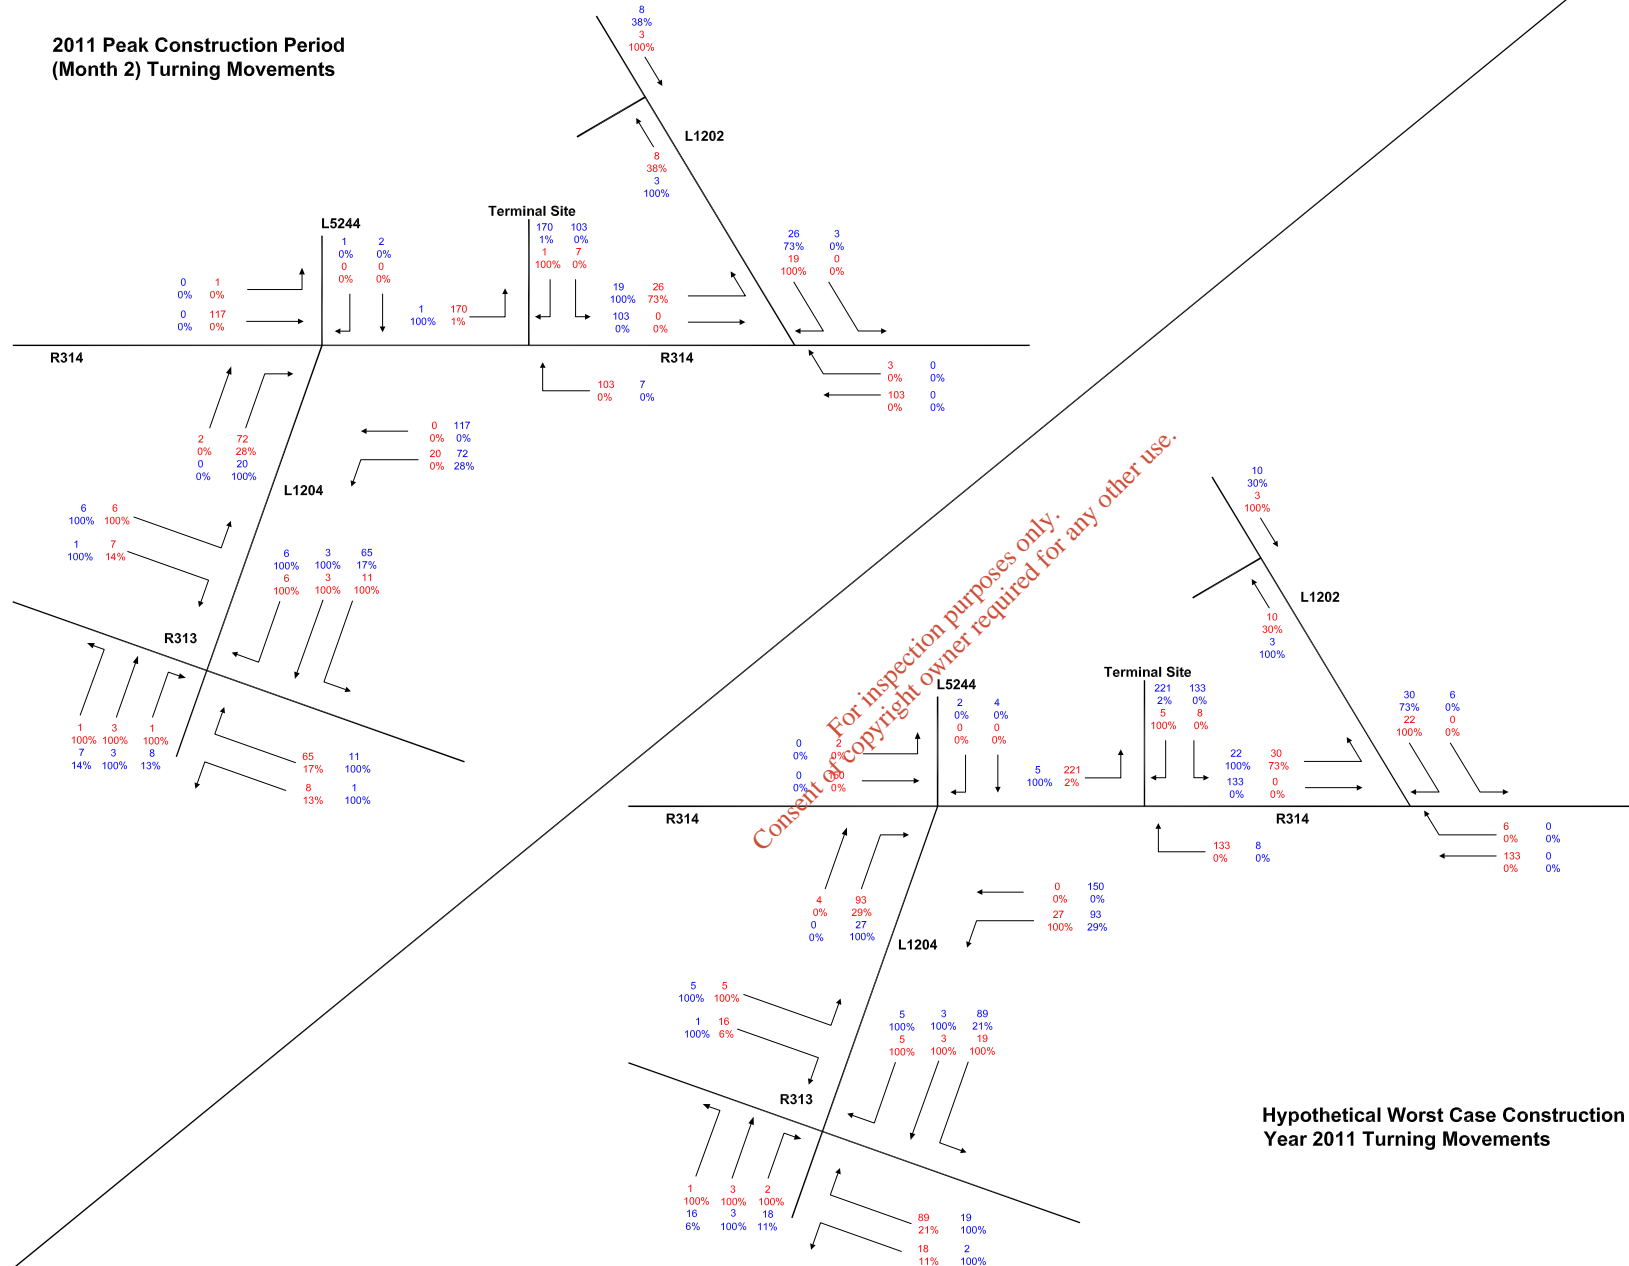 2011 Peak Construction Period
(Month 2) Turning Movements
8
38%
3
100%
L1202
8
38%
3
100%
Terminal Site
L5244
170 103
1% 0%
1 7
100% 0%
26 3
73% 0%
19 0
100% 0%
1 2
0% 0%
0 0
0% 0%
0 1
0% 0%
0 117
0% 0%
1 170
100% 1%
19 26
100% 73%
103 0
0% 0%
R314
R314
3 0
0% 0%
103 0
0% 0%
103 7
0% 0%
0 117
0% 0%
20 72
0% 28%
2 72
0% 28%
0 20
0% 100%
L1204
6 6
100% 100%
1 7
100% 14%
6 3 65
100% 100% 17%
6 3 11
100% 100% 100%
R313
1 3 1
100% 100% 100%
7 3 8
14% 100% 13%
65 11
17% 100%
8 1
13% 100%
For inspection purposes only.
Consent of copyright owner required for any other use.
10
30%
3
100%
L1202
10
30%
3
100%
Terminal Site
L5244
221 133
2% 0%
5 8
100% 0%
30 6
73% 0%
22 0
100% 0%
2 4
0% 0%
0 0
0% 0%
0 2
0% 0%
0 150
0% 0%
5 221
100% 2%
22 30
100% 73%
133 0
0% 0%
R314
R314
6 0
0% 0%
133 0
0% 0%
133 8
0% 0%
0 150
0% 0%
27 93
100% 29%
4 93
0% 29%
0 27
0% 100%
L1204
5 5
100% 100%
1 16
100% 6%
5 3 89
100% 100% 21%
5 3 19
100% 100% 100%
R313
1 3 2
100% 100% 100%
16 3 18
6% 100% 11%
89 19
21% 100%
18 2
11% 100%
Hypothetical Worst Case Construction
Year 2011 Turning Movements